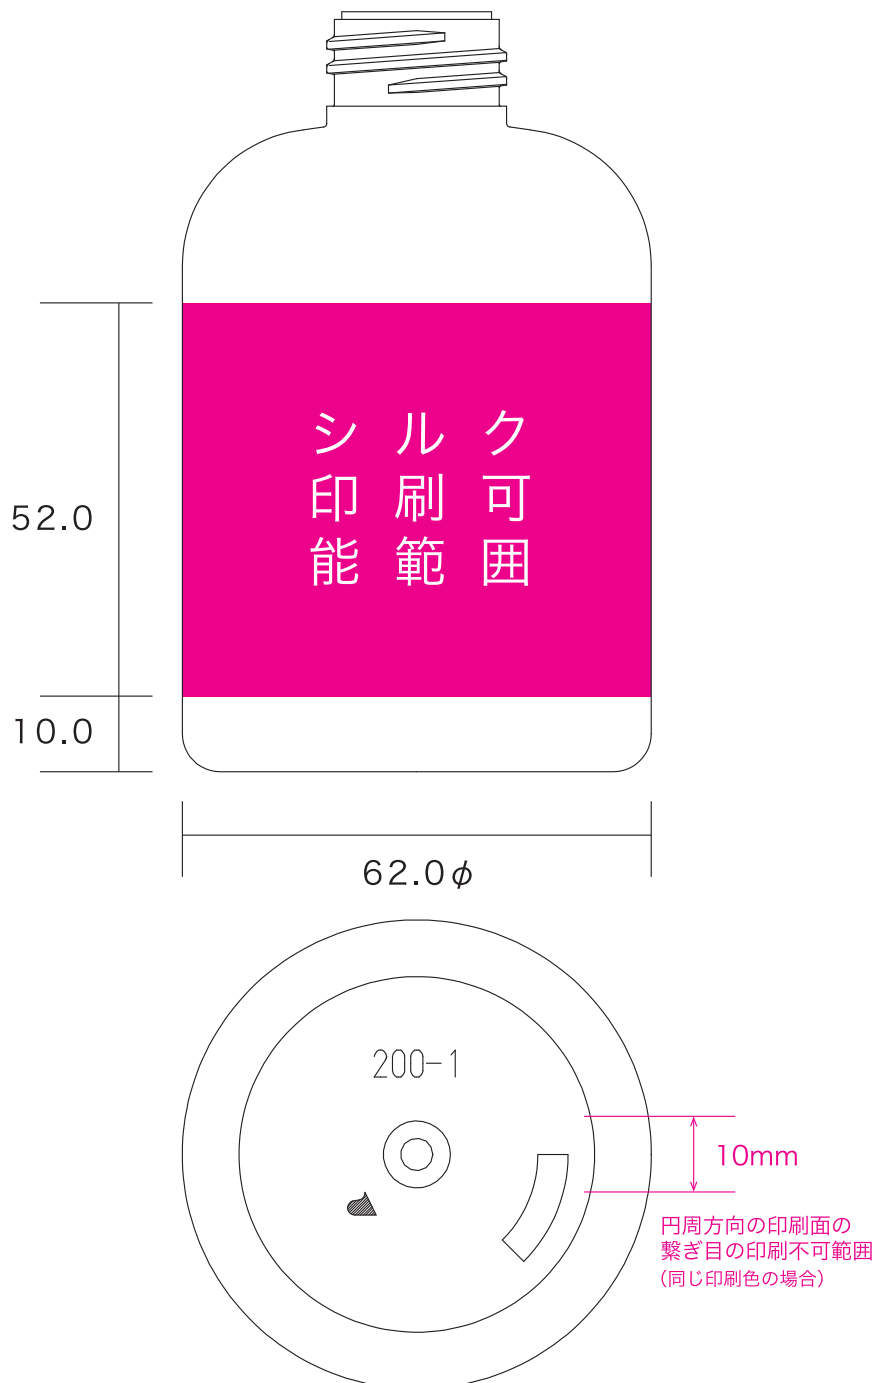 シルク
印刷可
能範囲
52.0
10.0
62.0φ
200-1
10mm
円周方向の印刷面の
繋ぎ目の印刷不可範囲
(同じ印刷色の場合)